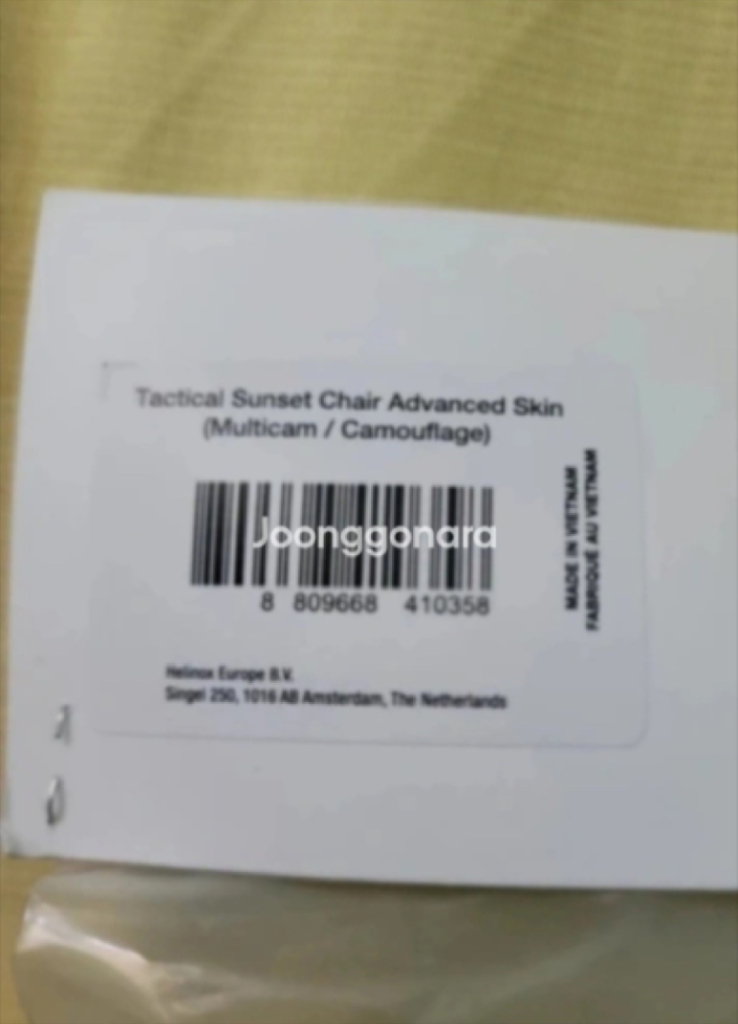 Tactical Sunset Chair Advanced Skin
(Multicam / Camouflage)
Joonggonara
8 809668 410358
MADE IN VIETNAM
FABRIQUÉ AU VIETNAM
Helinox Europe B.V.
Singel 250, 1016 AB Amsterdam, The Netherlands